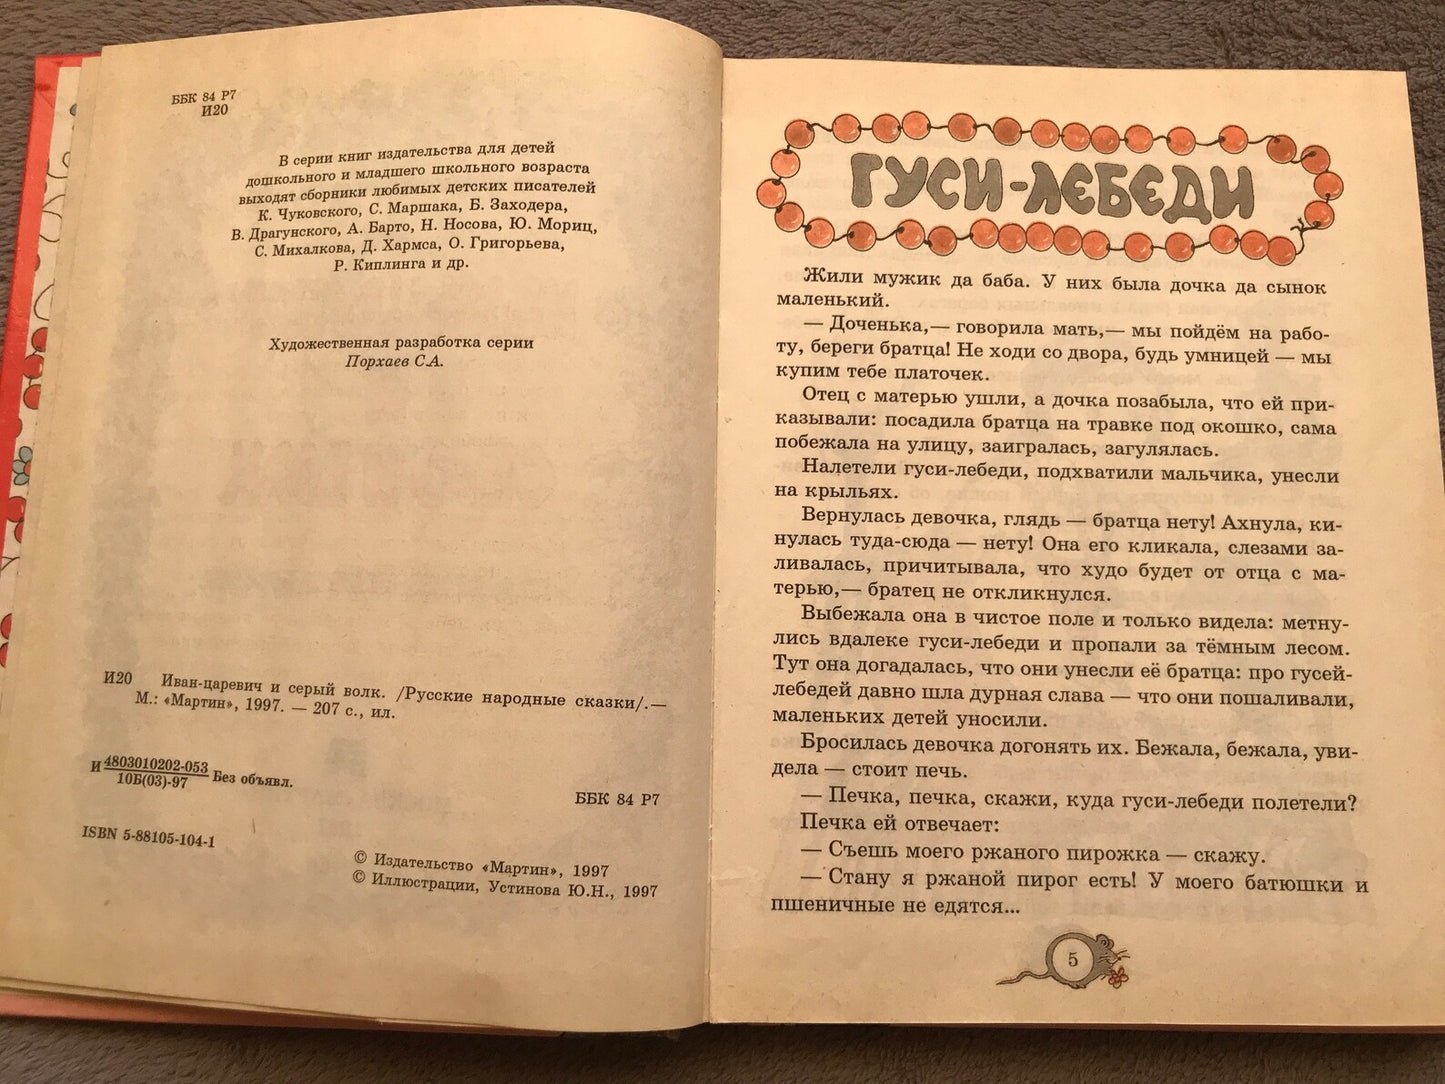 ББК 84 Р7
И20
В серии книг издательства для детей
дошкольного и младшего школьного возраста
выходят сборники любимых детских писателей
К. Чуковского, С. Маршака, Б. Заходера,
В. Драгунского, А. Барто, Н. Носова, Ю. Мориц,
С. Михалкова, Д. Хармса, О. Григорьева,
Р. Киплинга и др.
Художественная разработка серии
Порхаев С.А.
И20 Иван-царевич и серый волк. /Русские народные сказки/.—
М.: «Мартин», 1997. — 207 с., ил.
И 4803010202-053
10Б(03)-97 Без объявл.
ББК 84 Р7
ISBN 5-88105-104-1
© Издательство «Мартин», 1997
© Иллюстрации, Устинова Ю.Н., 1997
ГУСИ-ЛЕБЕДИ
Жили мужик да баба. У них была дочка да сынок
маленький.
— Доченька,— говорила мать,— мы пойдём на рабо-
ту, береги братца! Не ходи со двора, будь умницей — мы
купим тебе платочек.
Отец с матерью ушли, а дочка позабыла, что ей при-
казывали: посадила братца на травке под окошко, сама
побежала на улицу, заигралась, загулялась.
Налетели гуси-лебеди, подхватили мальчика, унесли
на крыльях.
Вернулась девочка, глядь — братца нету! Ахнула, ки-
нулась туда-сюда — нету! Она его кликала, слезами за-
ливалась, причитывала, что худо будет от отца с ма-
терью,— братец не откликнулся.
Выбежала она в чистое поле и только видела: метну-
лись вдалеке гуси-лебеди и пропали за тёмным лесом.
Тут она догадалась, что они унесли её братца: про гусей-
лебедей давно шла дурная слава — что они пошаливали,
маленьких детей уносили.
Бросилась девочка догонять их. Бежала, бежала, уви-
дела — стоит печь.
— Печка, печка, скажи, куда гуси-лебеди полетели?
Печка ей отвечает:
— Съешь моего ржаного пирожка — скажу.
— Стану я ржаной пирог есть! У моего батюшки и
пшеничные не едятся...
5